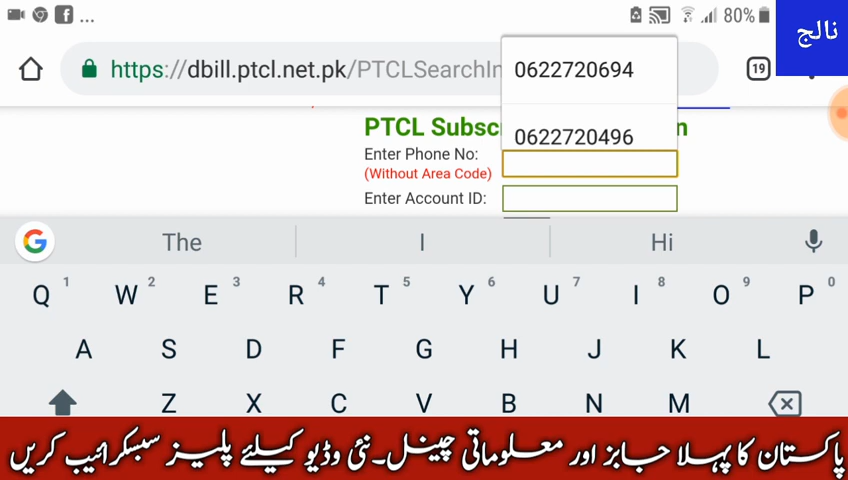 ...
80%
نالج
https://dbill.ptcl.net.pk/PTCLSearchIn
19
0622720694
0622720496
PTCL Subsc
n
Enter Phone No:
(Without Area Code)
Enter Account ID:
G
The I Hi
Q 1 W 2 E 3 R 4 T 5 Y 6 U 7 I 8 O 9 P 0
A S D F G H J K L
Z X C V B N M
پاکستان کا پہلا جابز اور معلوماتی چینل۔نئی وڈیو کیلئے پلیز سبسکرائیب کریں